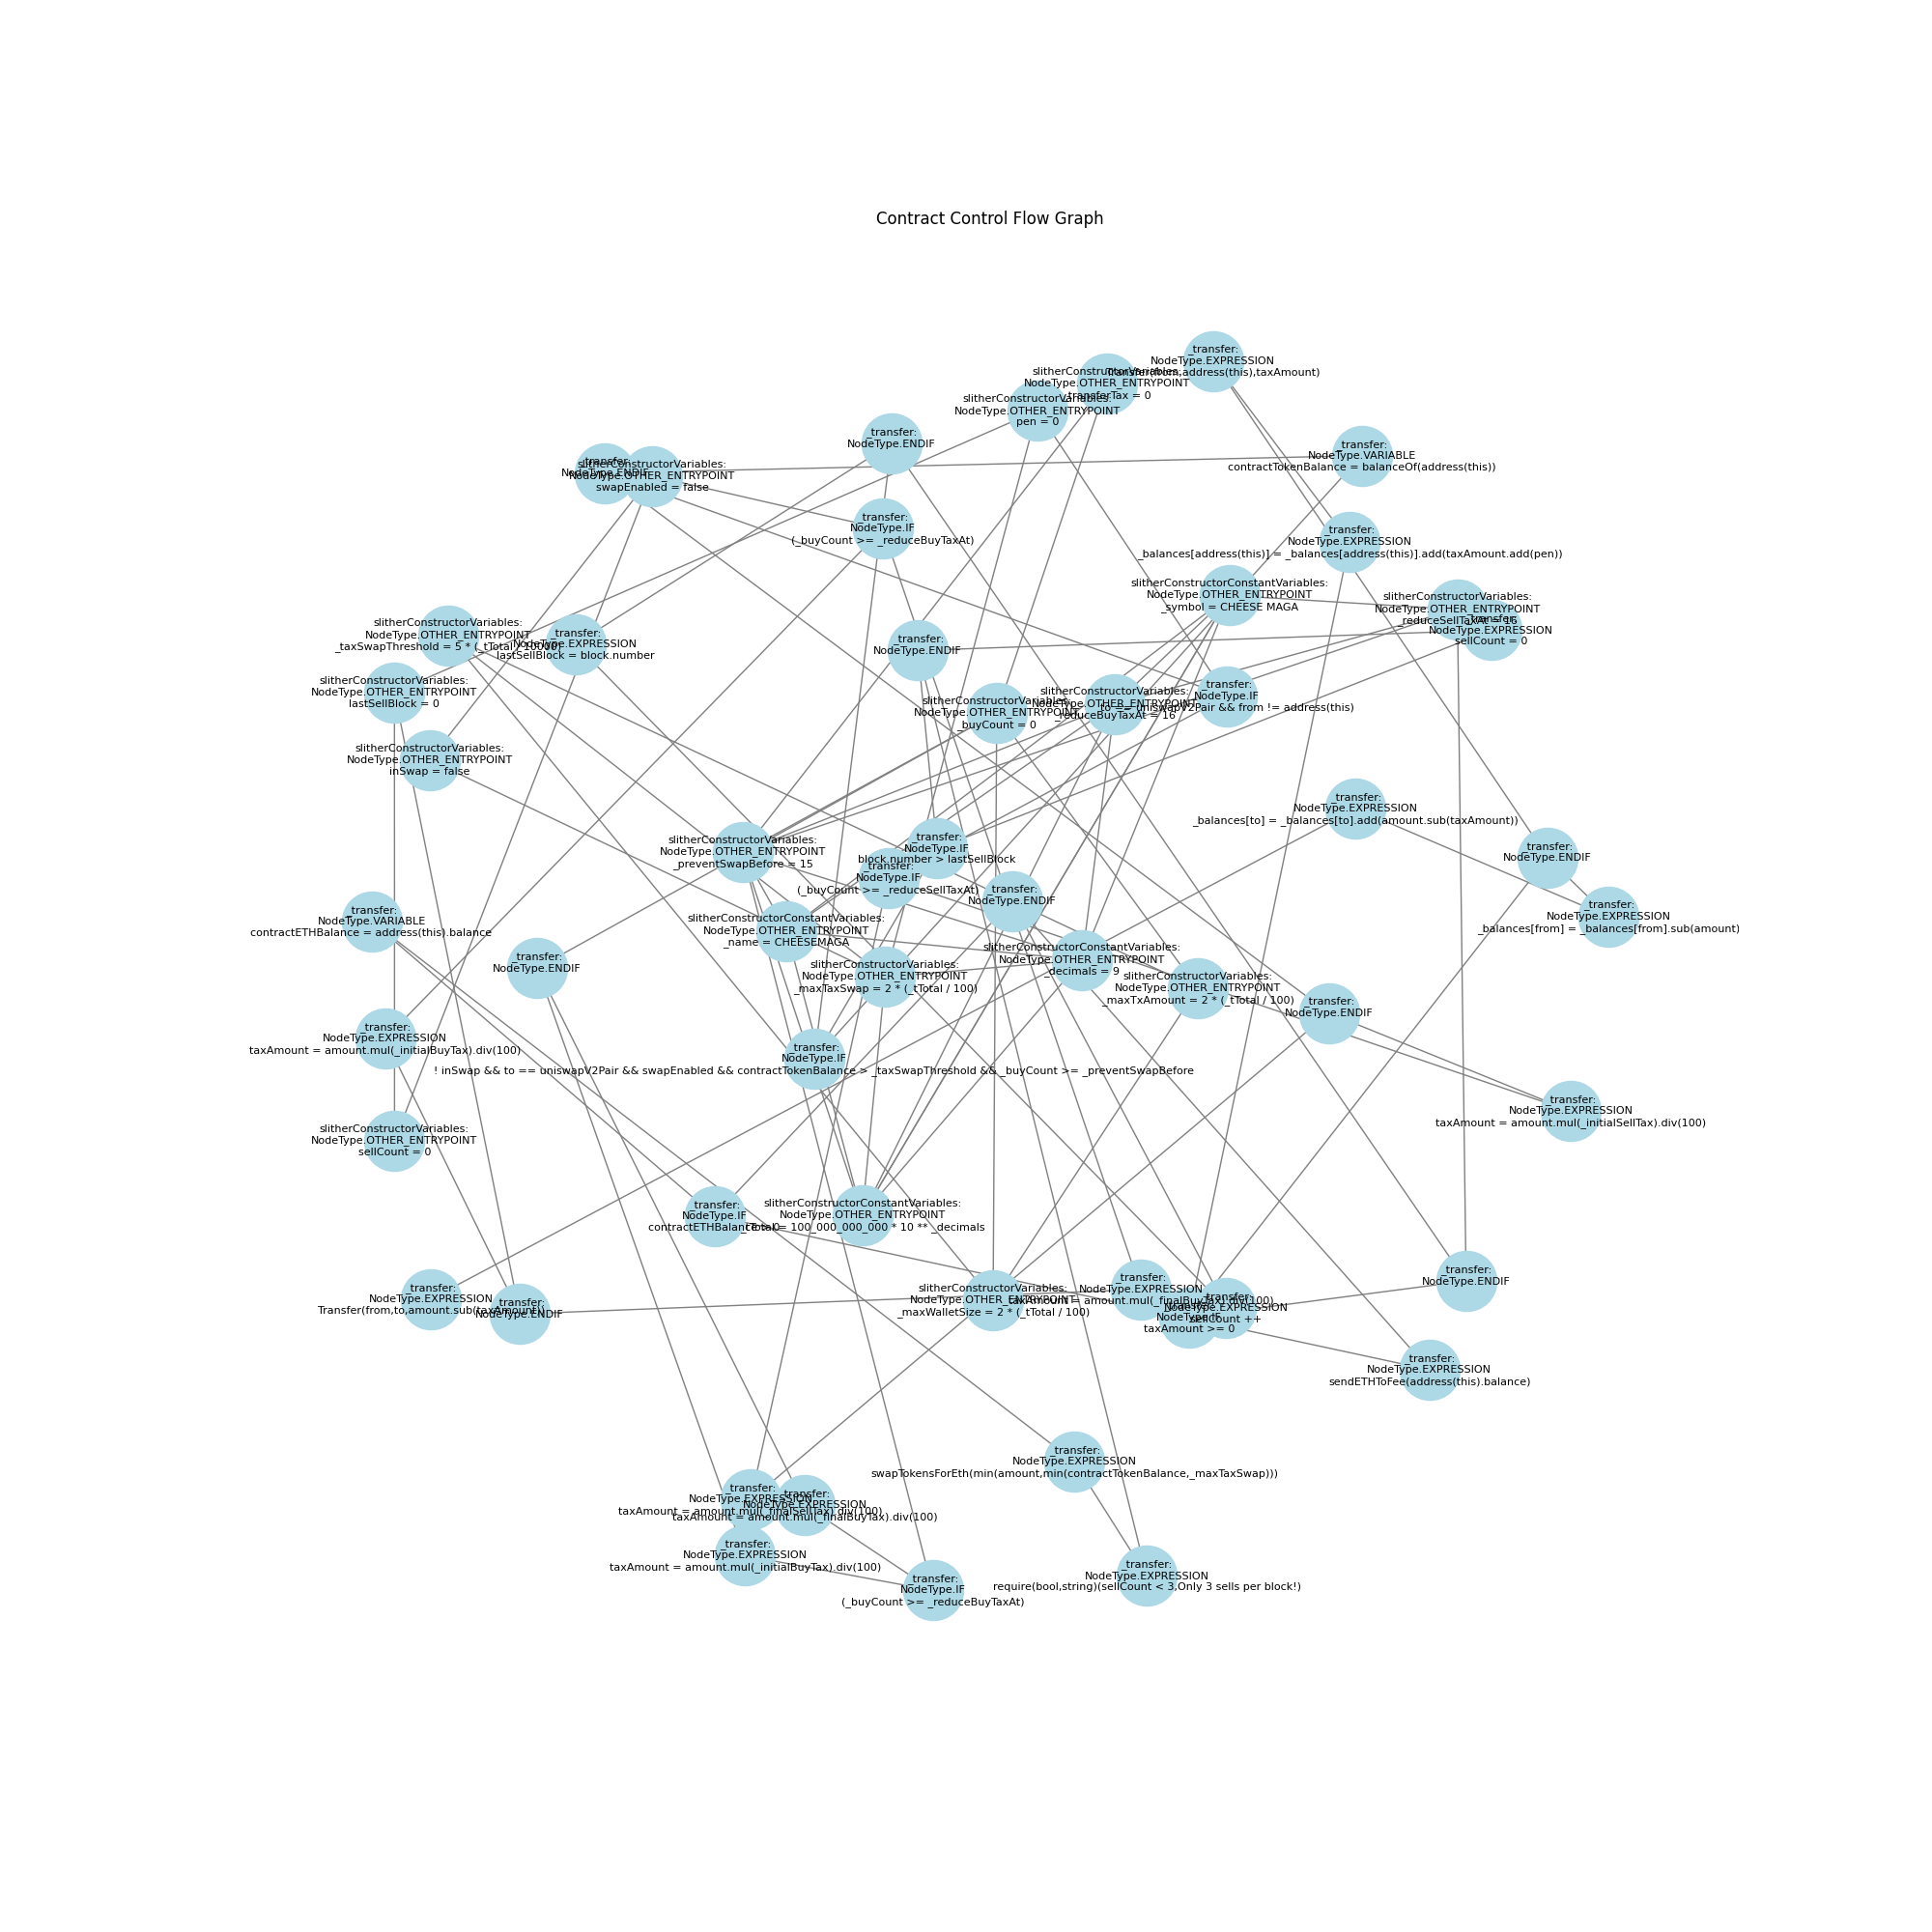 Contract Control Flow Graph
_transfer:
NodeType.EXPRESSION
Transfer(from,address(this),taxAmount)
slitherConstructorVariables:
NodeType.OTHER_ENTRYPOINT
transferTax = 0
slitherConstructorVariables:
NodeType.OTHER_ENTRYPOINT
pen = 0
_transfer:
NodeType.ENDIF
_transfer:
NodeType.VARIABLE
contractTokenBalance = balanceOf(address(this))
_transfer:
NodeType.ENDIF
slitherConstructorVariables:
NodeType.OTHER_ENTRYPOINT
swapEnabled = false
_transfer:
NodeType.IF
(_buyCount >= _reduceBuyTaxAt)
_transfer:
NodeType.EXPRESSION
_balances[address(this)] = _balances[address(this)].add(taxAmount.add(pen))
slitherConstructorConstantVariables:
NodeType.OTHER_ENTRYPOINT
_symbol = CHEESE MAGA
slitherConstructorVariables:
NodeType.OTHER_ENTRYPOINT
_reduceSellTaxAt = 16
_transfer:
NodeType.EXPRESSION
sellCount = 0
slitherConstructorVariables:
NodeType.OTHER_ENTRYPOINT
_taxSwapThreshold = 5 * (_tTotal / 10000)
_transfer:
NodeType.EXPRESSION
lastSellBlock = block.number
_transfer:
NodeType.ENDIF
slitherConstructorVariables:
NodeType.OTHER_ENTRYPOINT
lastSellBlock = 0
slitherConstructorVariables:
NodeType.OTHER_ENTRYPOINT
_buyCount = 0
slitherConstructorVariables:
NodeType.OTHER_ENTRYPOINT
_reduceBuyTaxAt = 16
_transfer:
NodeType.IF
to == uniswapV2Pair && from != address(this)
slitherConstructorVariables:
NodeType.OTHER_ENTRYPOINT
inSwap = false
_transfer:
NodeType.EXPRESSION
_balances[to] = _balances[to].add(amount.sub(taxAmount))
slitherConstructorVariables:
NodeType.OTHER_ENTRYPOINT
_preventSwapBefore = 15
_transfer:
NodeType.IF
block.number > lastSellBlock
_transfer:
NodeType.ENDIF
_transfer:
NodeType.IF
(_buyCount >= _reduceSellTaxAt)
_transfer:
NodeType.ENDIF
_transfer:
NodeType.EXPRESSION
_balances[from] = _balances[from].sub(amount)
_transfer:
NodeType.VARIABLE
contractETHBalance = address(this).balance
slitherConstructorConstantVariables:
NodeType.OTHER_ENTRYPOINT
_name = CHEESEMAGA
_transfer:
NodeType.ENDIF
slitherConstructorConstantVariables:
NodeType.OTHER_ENTRYPOINT
_decimals = 9
slitherConstructorVariables:
NodeType.OTHER_ENTRYPOINT
_maxTaxSwap = 2 * (_tTotal / 100)
slitherConstructorVariables:
NodeType.OTHER_ENTRYPOINT
_maxTxAmount = 2 * (_tTotal / 100)
_transfer:
NodeType.ENDIF
_transfer:
NodeType.EXPRESSION
taxAmount = amount.mul(_initialBuyTax).div(100)
_transfer:
NodeType.IF
! inSwap && to == uniswapV2Pair && swapEnabled && contractTokenBalance > _taxSwapThreshold && _buyCount >= _preventSwapBefore
_transfer:
NodeType.EXPRESSION
taxAmount = amount.mul(_initialSellTax).div(100)
slitherConstructorVariables:
NodeType.OTHER_ENTRYPOINT
sellCount = 0
_transfer:
NodeType.IF
contractETHBalance > 0
slitherConstructorConstantVariables:
NodeType.OTHER_ENTRYPOINT
_tTotal = 100_000_000_000 * 10 ** _decimals
_transfer:
NodeType.EXPRESSION
Transfer(from,to,amount.sub(taxAmount))
_transfer:
NodeType.ENDIF
slitherConstructorVariables:
NodeType.OTHER_ENTRYPOINT
_maxWalletSize = 2 * (_tTotal / 100)
_transfer:
NodeType.EXPRESSION
taxAmount = amount.mul(_finalBuyTax).div(100)
_transfer:
NodeType.IF
taxAmount >= 0
_transfer:
NodeType.EXPRESSION
sellCount ++
_transfer:
NodeType.ENDIF
_transfer:
NodeType.EXPRESSION
sendETHToFee(address(this).balance)
_transfer:
NodeType.EXPRESSION
swapTokensForEth(min(amount,min(contractTokenBalance,_maxTaxSwap)))
_transfer:
NodeType.EXPRESSION
taxAmount = amount.mul(_finalSellTax).div(100)
_transfer:
NodeType.EXPRESSION
taxAmount = amount.mul(_finalBuyTax).div(100)
_transfer:
NodeType.EXPRESSION
taxAmount = amount.mul(_initialBuyTax).div(100)
_transfer:
NodeType.IF
(_buyCount >= _reduceBuyTaxAt)
_transfer:
NodeType.EXPRESSION
require(bool,string)(sellCount < 3,Only 3 sells per block!)